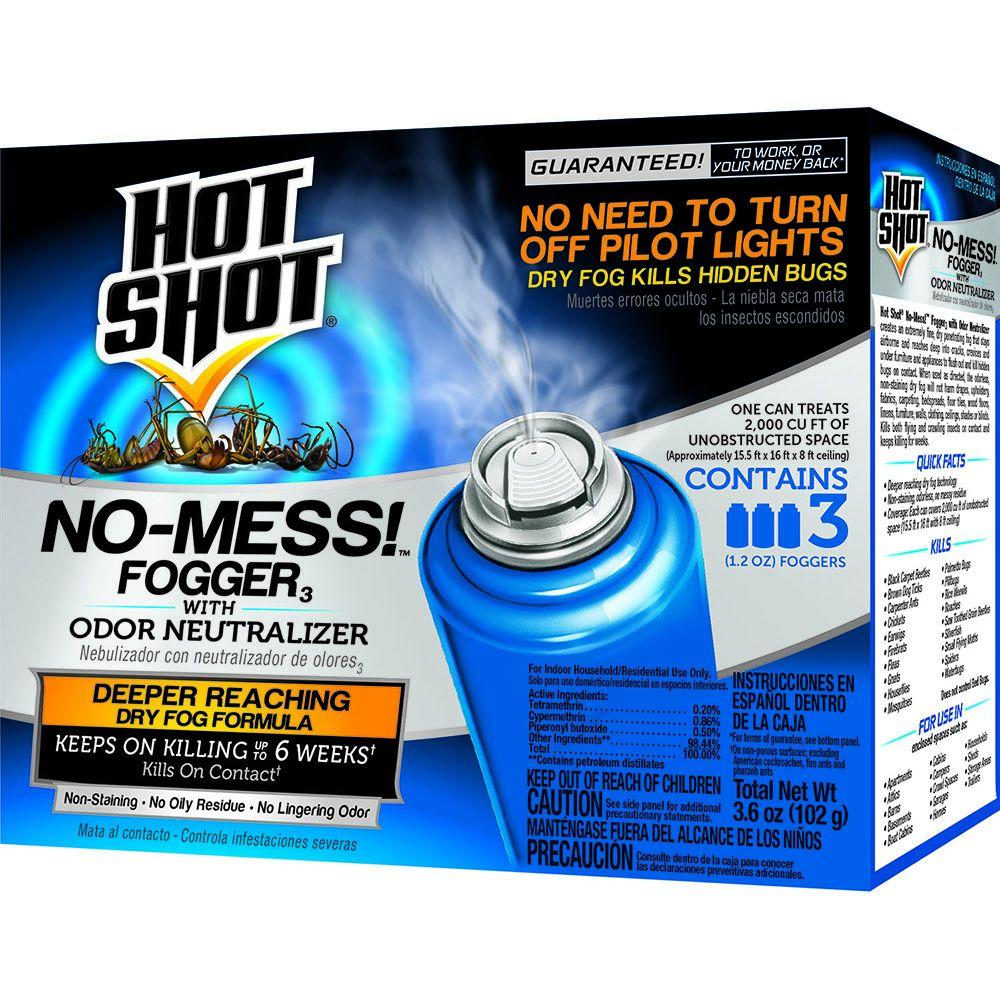 HOT
SHOT®
NO-MESS!™
FOGGER3
WITH
ODOR NEUTRALIZER
Nebulizador con neutralizador de olores3
DEEPER REACHING
DRY FOG FORMULA
KEEPS ON KILLING UP TO 6 WEEKS†
Kills On Contact†
Non-Staining • No Oily Residue • No Lingering Odor
Mata al contacto - Controla infestaciones severas
GUARANTEED! TO WORK, OR
YOUR MONEY BACK*
NO NEED TO TURN
OFF PILOT LIGHTS
DRY FOG KILLS HIDDEN BUGS
Muertes errores ocultos - La niebla seca mata
los insectos escondidos
ONE CAN TREATS
2,000 CU FT OF
UNOBSTRUCTED SPACE
(Approximately 15.5 ft x 16 ft x 8 ft ceiling)
CONTAINS
3
(1.2 OZ) FOGGERS
For Indoor Household/Residential Use Only.
Solo para uso doméstico/residencial en espacios interiores.
Active Ingredients:
Tetramethrin 0.20%
Cypermethrin 0.86%
Piperonyl butoxide 0.50%
Other Ingredients** 98.44%
Total 100.00%
**Contains petroleum distillates
KEEP OUT OF REACH OF CHILDREN
CAUTION See side panel for additional
precautionary statements.
MANTÉNGASE FUERA DEL ALCANCE DE LOS NIÑOS
PRECAUCIÓN Consulte dentro de la caja para conocer
las declaraciones preventivas adicionales.
INSTRUCCIONES EN
ESPAÑOL DENTRO
DE LA CAJA
*For terms of guarantee, see bottom panel.
†On non-porous surfaces; excluding
American cockroaches, fire ants and
pharaoh ants
Total Net Wt
3.6 oz (102 g)
INSTRUCCIONES EN ESPAÑOL
DENTRO DE LA CAJA
HOT
SHOT
NO-MESS!
FOGGER3
WITH
ODOR NEUTRALIZER
Nebulizador con neutralizador de olores3
Hot Shot® No-Mess!™ Fogger3 with Odor Neutralizer
creates an extremely fine, dry penetrating fog that stays
airborne and reaches deep into cracks, crevices and
under furniture and appliances to flush out and kill hidden
bugs on contact. When used as directed, the odorless,
non-staining dry fog will not harm drapes, upholstery,
fabrics, carpeting, bedspreads, floor tiles, wood floors,
linens, furniture, walls, clothing, ceilings, shades or blinds.
Kills both flying and crawling insects on contact and
keeps killing for weeks.
QUICK FACTS
• Deeper reaching dry fog technology
• Non-staining, odorless, no messy residue
• Coverage: Each can covers 2,000 cu ft of unobstructed
space (15.5 ft x 16 ft with 8 ft ceiling)
KILLS
• Black Carpet Beetles
• Brown Dog Ticks
• Carpenter Ants
• Crickets
• Earwigs
• Firebrats
• Fleas
• Gnats
• Houseflies
• Mosquitoes
• Palmetto Bugs
• Pillbugs
• Rice Weevils
• Roaches
• Saw Toothed Grain Beetles
• Silverfish
• Small Flying Moths
• Spiders
• Waterbugs
Does not control Bed Bugs.
FOR USE IN
enclosed spaces such as:
• Apartments
• Attics
• Barns
• Basements
• Boat Cabins
• Cabins
• Campers
• Crawl Spaces
• Garages
• Homes
• Households
• Sheds
• Storage Areas
• Trailers